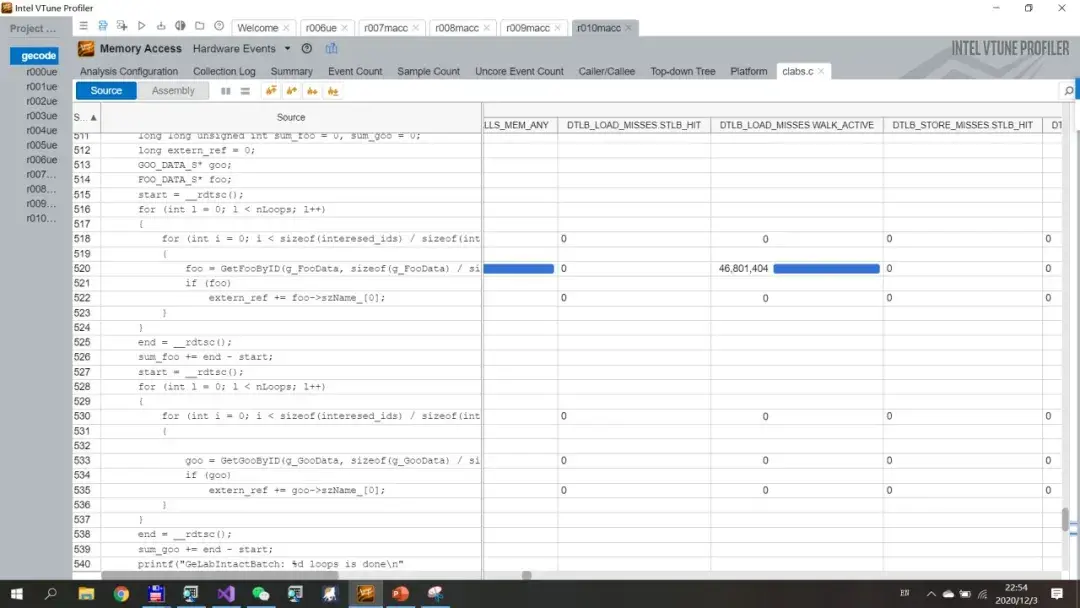 Intel VTune Profiler
Project ...
Welcome
r006ue
r007macc
r008macc
r009macc
r010macc
gecode
r000ue
r001ue
r002ue
r003ue
r004ue
r005ue
r006ue
r007...
r008...
r009...
r010...
Memory Access Hardware Events
INTEL VTUNE PROFILER
Analysis Configuration Collection Log Summary Event Count Sample Count Uncore Event Count Caller/Callee Top-down Tree Platform clabs.c
Source Assembly
S... ▲ Source LLS_MEM_ANY DTLB_LOAD_MISSES.STLB_HIT DTLB_LOAD_MISSES.WALK_ACTIVE DTLB_STORE_MISSES.STLB_HIT DT
511 long long unsigned int sum_foo = 0, sum_goo = 0;
512 long extern_ref = 0;
513 GOO_DATA_S* goo;
514 FOO_DATA_S* foo;
515 start = __rdtsc();
516 for (int l = 0; l < nLoops; l++)
517 {
518 for (int i = 0; i < sizeof(interesed_ids) / sizeof(int 0 0 0 0
519 {
520 foo = GetFooByID(g_FooData, sizeof(g_FooData) / si 0 46,801,404 0 0
521 if (foo)
522 extern_ref += foo->szName_[0]; 0 0 0 0
523 }
524 }
525 end = __rdtsc();
526 sum_foo += end - start;
527 start = __rdtsc();
528 for (int l = 0; l < nLoops; l++)
529 {
530 for (int i = 0; i < sizeof(interesed_ids) / sizeof(int 0 0 0 0
531 {
532
533 goo = GetGooByID(g_GooData, sizeof(g_GooData) / si 0 0 0 0
534 if (goo)
535 extern_ref += goo->szName_[0]; 0 0 0 0
536 }
537 }
538 end = __rdtsc();
539 sum_goo += end - start;
540 printf("GeLabIntactBatch: %d loops is done\n"
EN
22:54
2020/12/3